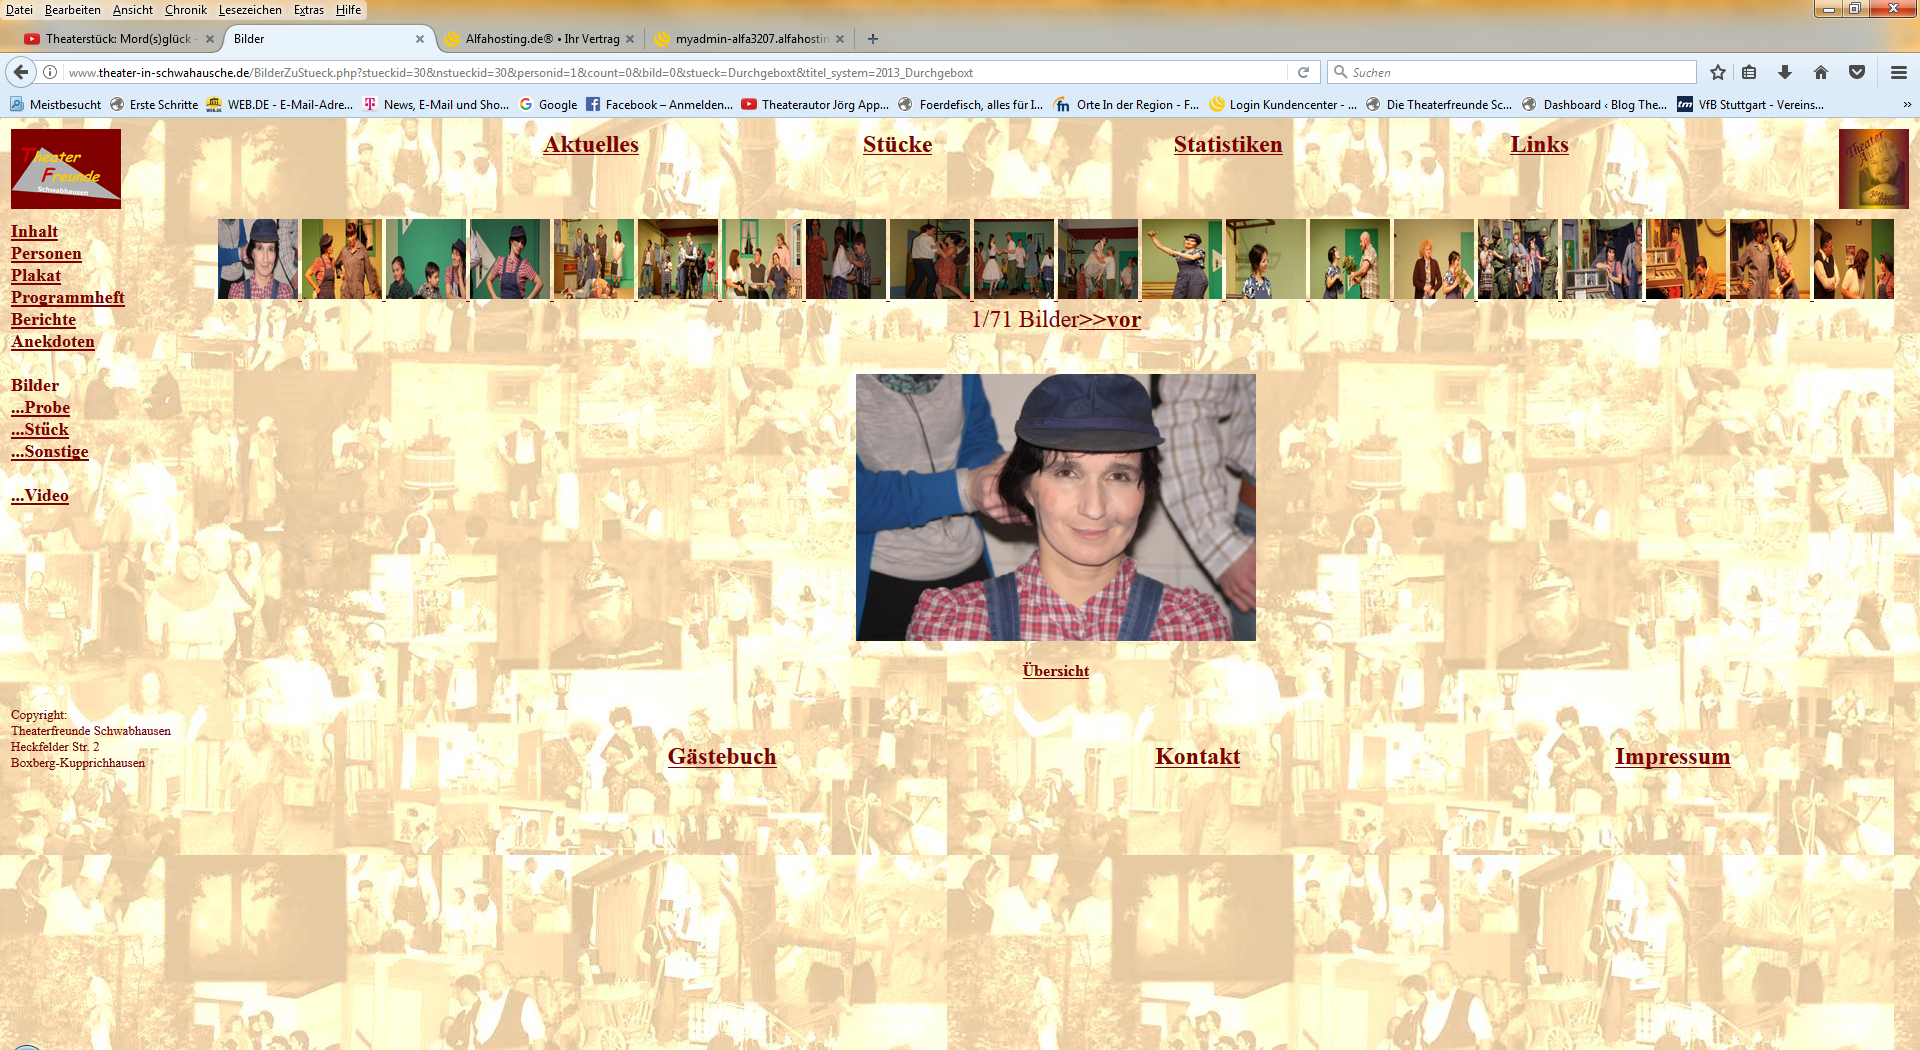 Datei Bearbeiten Ansicht Chronik Lesezeichen Extras Hilfe
Theaterstück: Mord(s)glück - Bilder Alfahosting.de® • Ihr Vertrag myadmin-alfa3207.alfahostin
www.theater-in-schwahausche.de/BilderZuStueck.php?stueckid=30&nstueckid=30&personid=1&count=0&bild=0&stueck=Durchgeboxt&titel_system=2013_Durchgeboxt Suchen
Meistbesucht Erste Schritte WEB.DE - E-Mail-Adre... News, E-Mail und Sho... Google Facebook – Anmelden... Theaterautor Jörg App... Foerdefisch, alles für I... Orte In der Region - F... Login Kundencenter - ... Die Theaterfreunde Sc... Dashboard ‹ Blog The... VfB Stuttgart - Vereins... »
Theater
Freunde
Schwabhausen
Aktuelles Stücke Statistiken Links
Theater
Autor
Inhalt
Personen
Plakat
Programmheft
Berichte
Anekdoten
1/71 Bilder>>vor
Bilder
...Probe
...Stück
...Sonstige
...Video
Übersicht
Copyright:
Theaterfreunde Schwabhausen
Heckfelder Str. 2
Boxberg-Kupprichhausen
Gästebuch Kontakt Impressum